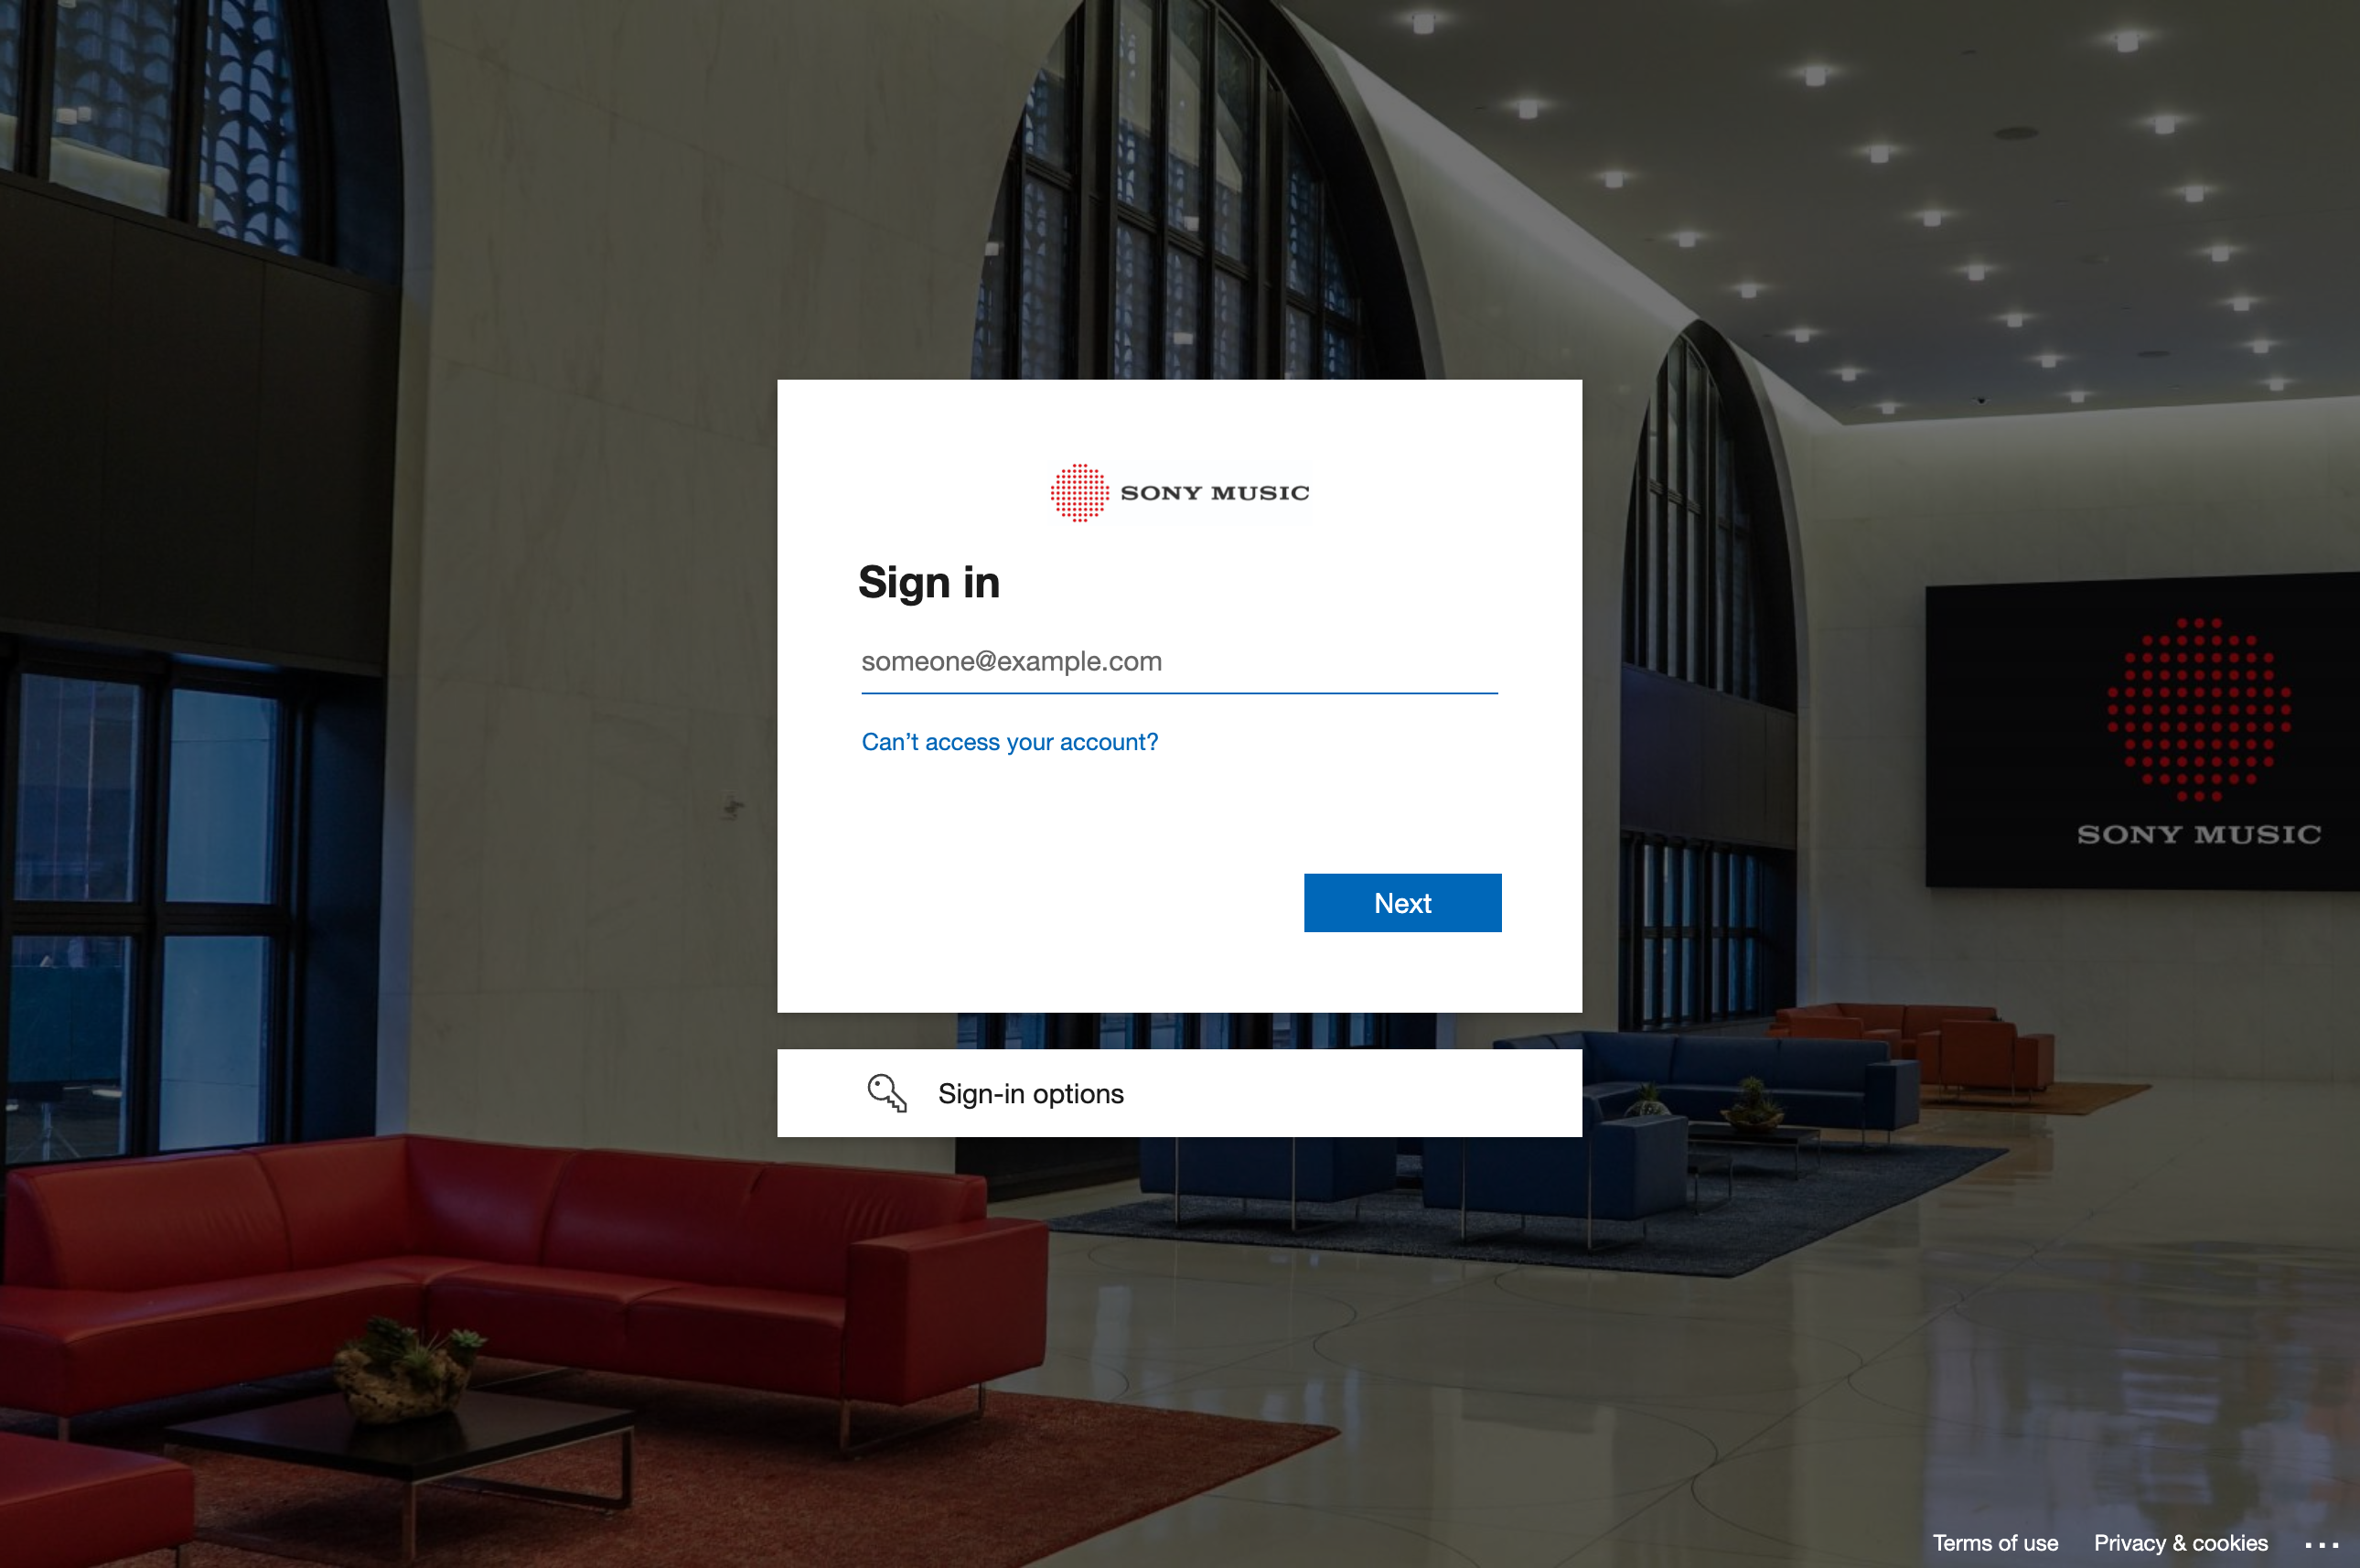 SONY MUSIC
Sign in
someone@example.com
Can't access your account?
Next
Sign-in options
SONY MUSIC
Terms of use
Privacy & cookies
...